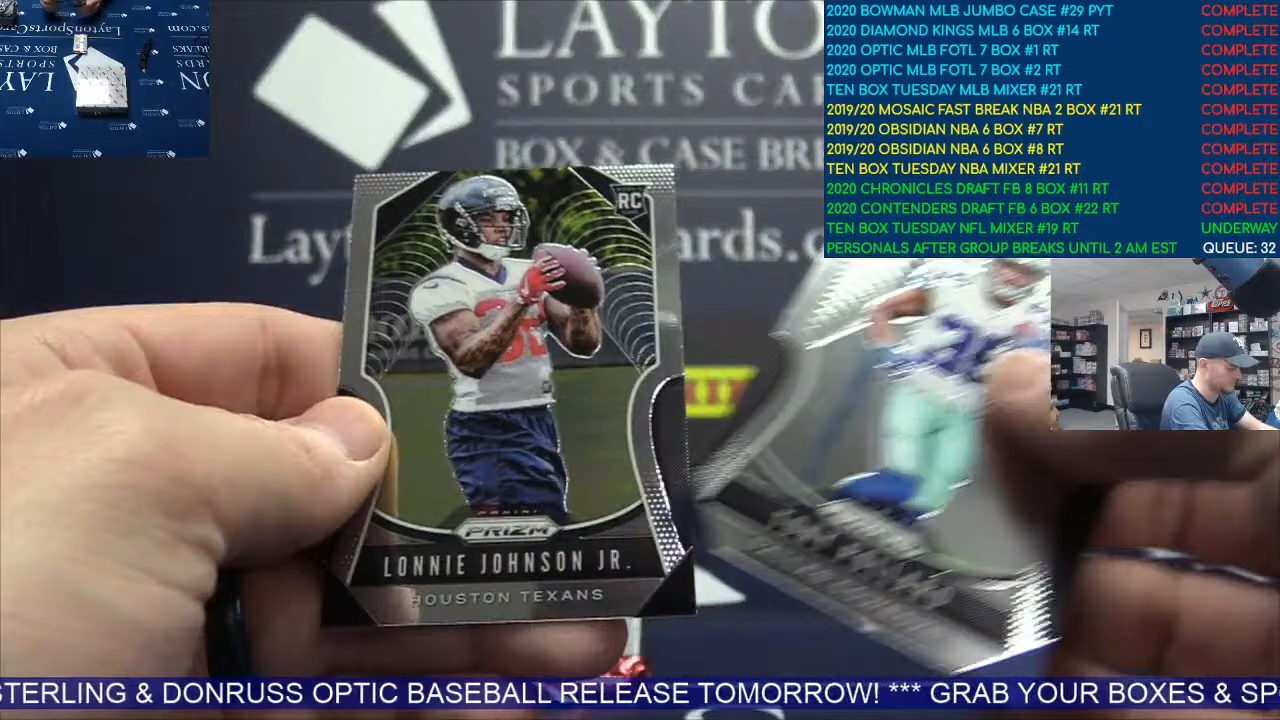 2020 BOWMAN MLB JUMBO CASE #29 PYT COMPLETE
2020 DIAMOND KINGS MLB 6 BOX #14 RT COMPLETE
2020 OPTIC MLB FOTL 7 BOX #1 RT COMPLETE
2020 OPTIC MLB FOTL 7 BOX #2 RT COMPLETE
TEN BOX TUESDAY MLB MIXER #21 RT COMPLETE
2019/20 MOSAIC FAST BREAK NBA 2 BOX #21 RT COMPLETE
2019/20 OBSIDIAN NBA 6 BOX #7 RT COMPLETE
2019/20 OBSIDIAN NBA 6 BOX #8 RT COMPLETE
TEN BOX TUESDAY NBA MIXER #21 RT COMPLETE
2020 CHRONICLES DRAFT FB 8 BOX #11 RT COMPLETE
2020 CONTENDERS DRAFT FB 6 BOX #22 RT COMPLETE
TEN BOX TUESDAY NFL MIXER #19 RT UNDERWAY
PERSONALS AFTER GROUP BREAKS UNTIL 2 AM EST QUEUE: 32
LAYTO
SPORTS CA
BOX & CASE BRE
Lay
ards.c
RC
PANINI
PRIZM
LONNIE JOHNSON JR.
HOUSTON TEXANS
STERLING & DONRUSS OPTIC BASEBALL RELEASE TOMORROW! *** GRAB YOUR BOXES & SP